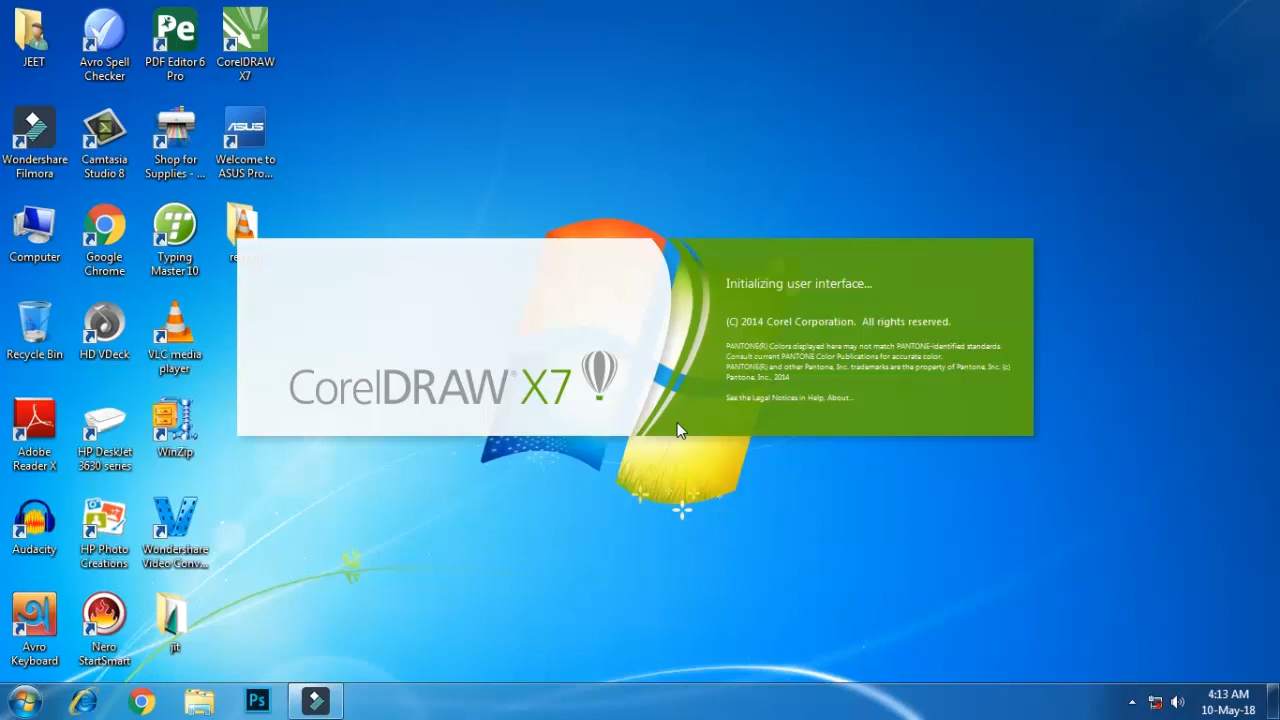 JEET
Avro Spell
Checker
PDF Editor 6
Pro
CorelDRAW
X7
Wondershare
Filmora
Camtasia
Studio 8
Shop for
Supplies - ...
ASUS
Welcome to
ASUS Pro...
Computer
Google
Chrome
Typing
Master 10
Recycle Bin
HD VDeck
VLC media
player
Adobe
Reader X
HP Deskjet
3630 series
WinZip
Audacity
HP Photo
Creations
Wondershare
Video Conv...
Avro
Keyboard
Nero
StartSmart
jit
Pe
CorelDRAW® X7
Initializing user interface...
(C) 2014 Corel Corporation. All rights reserved.
PANTONE(R) Colors displayed here may not match PANTONE-identified standards.
Consult current PANTONE Color Publications for accurate color.
PANTONE(R) and other Pantone, Inc. trademarks are the property of Pantone, Inc. (c)
Pantone, Inc., 2014
See the Legal Notices in Help, About...
Ps
4:13 AM
10-May-18